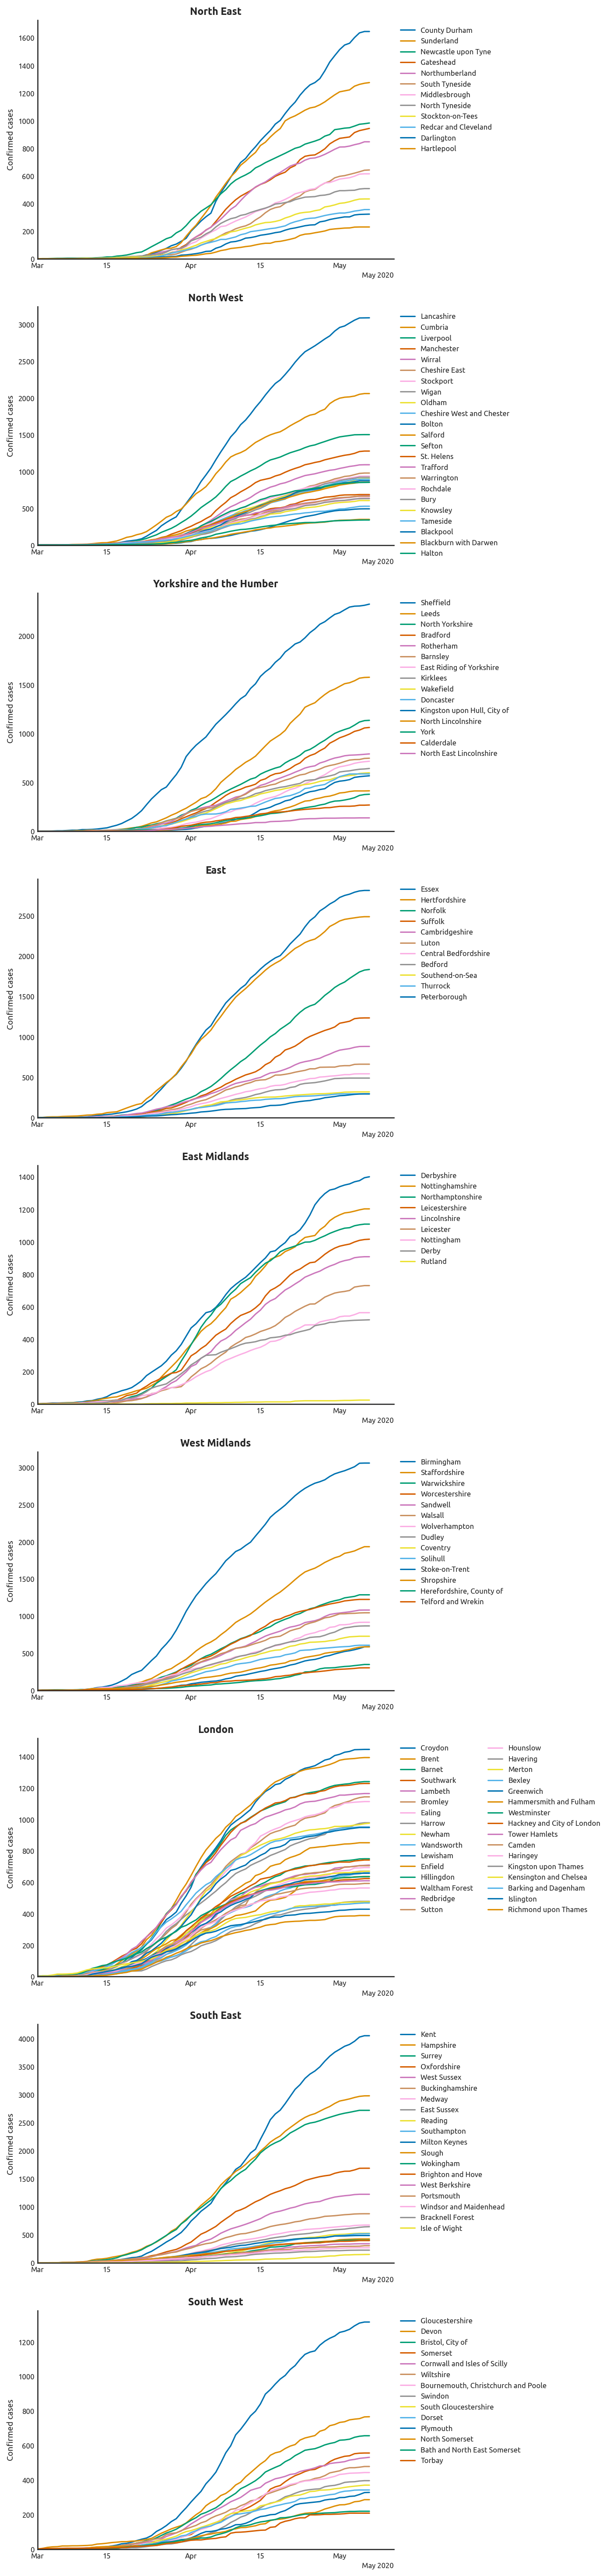 North East
Confirmed cases
1600
1400
1200
1000
800
600
400
200
0
Mar
15
Apr
15
May
May 2020
County Durham
Sunderland
Newcastle upon Tyne
Gateshead
Northumberland
South Tyneside
Middlesbrough
North Tyneside
Stockton-on-Tees
Redcar and Cleveland
Darlington
Hartlepool
North West
Confirmed cases
3000
2500
2000
1500
1000
500
0
Mar
15
Apr
15
May
May 2020
Lancashire
Cumbria
Liverpool
Manchester
Wirral
Cheshire East
Stockport
Wigan
Oldham
Cheshire West and Chester
Bolton
Salford
Sefton
St. Helens
Trafford
Warrington
Rochdale
Bury
Knowsley
Tameside
Blackpool
Blackburn with Darwen
Halton
Yorkshire and the Humber
Confirmed cases
2000
1500
1000
500
0
Mar
15
Apr
15
May
May 2020
Sheffield
Leeds
North Yorkshire
Bradford
Rotherham
Barnsley
East Riding of Yorkshire
Kirklees
Wakefield
Doncaster
Kingston upon Hull, City of
North Lincolnshire
York
Calderdale
North East Lincolnshire
East
Confirmed cases
2500
2000
1500
1000
500
0
Mar
15
Apr
15
May
May 2020
Essex
Hertfordshire
Norfolk
Suffolk
Cambridgeshire
Luton
Central Bedfordshire
Bedford
Southend-on-Sea
Thurrock
Peterborough
East Midlands
Confirmed cases
1400
1200
1000
800
600
400
200
0
Mar
15
Apr
15
May
May 2020
Derbyshire
Nottinghamshire
Northamptonshire
Leicestershire
Lincolnshire
Leicester
Nottingham
Derby
Rutland
West Midlands
Confirmed cases
3000
2500
2000
1500
1000
500
0
Mar
15
Apr
15
May
May 2020
Birmingham
Staffordshire
Warwickshire
Worcestershire
Sandwell
Walsall
Wolverhampton
Dudley
Coventry
Solihull
Stoke-on-Trent
Shropshire
Herefordshire, County of
Telford and Wrekin
London
Confirmed cases
1400
1200
1000
800
600
400
200
0
Mar
15
Apr
15
May
May 2020
Croydon
Brent
Barnet
Southwark
Lambeth
Bromley
Ealing
Harrow
Newham
Wandsworth
Lewisham
Enfield
Hillingdon
Waltham Forest
Redbridge
Sutton
Hounslow
Havering
Merton
Bexley
Greenwich
Hammersmith and Fulham
Westminster
Hackney and City of London
Tower Hamlets
Camden
Haringey
Kingston upon Thames
Kensington and Chelsea
Barking and Dagenham
Islington
Richmond upon Thames
South East
Confirmed cases
4000
3500
3000
2500
2000
1500
1000
500
0
Mar
15
Apr
15
May
May 2020
Kent
Hampshire
Surrey
Oxfordshire
West Sussex
Buckinghamshire
Medway
East Sussex
Reading
Southampton
Milton Keynes
Slough
Wokingham
Brighton and Hove
West Berkshire
Portsmouth
Windsor and Maidenhead
Bracknell Forest
Isle of Wight
South West
Confirmed cases
1200
1000
800
600
400
200
0
Mar
15
Apr
15
May
May 2020
Gloucestershire
Devon
Bristol, City of
Somerset
Cornwall and Isles of Scilly
Wiltshire
Bournemouth, Christchurch and Poole
Swindon
South Gloucestershire
Dorset
Plymouth
North Somerset
Bath and North East Somerset
Torbay